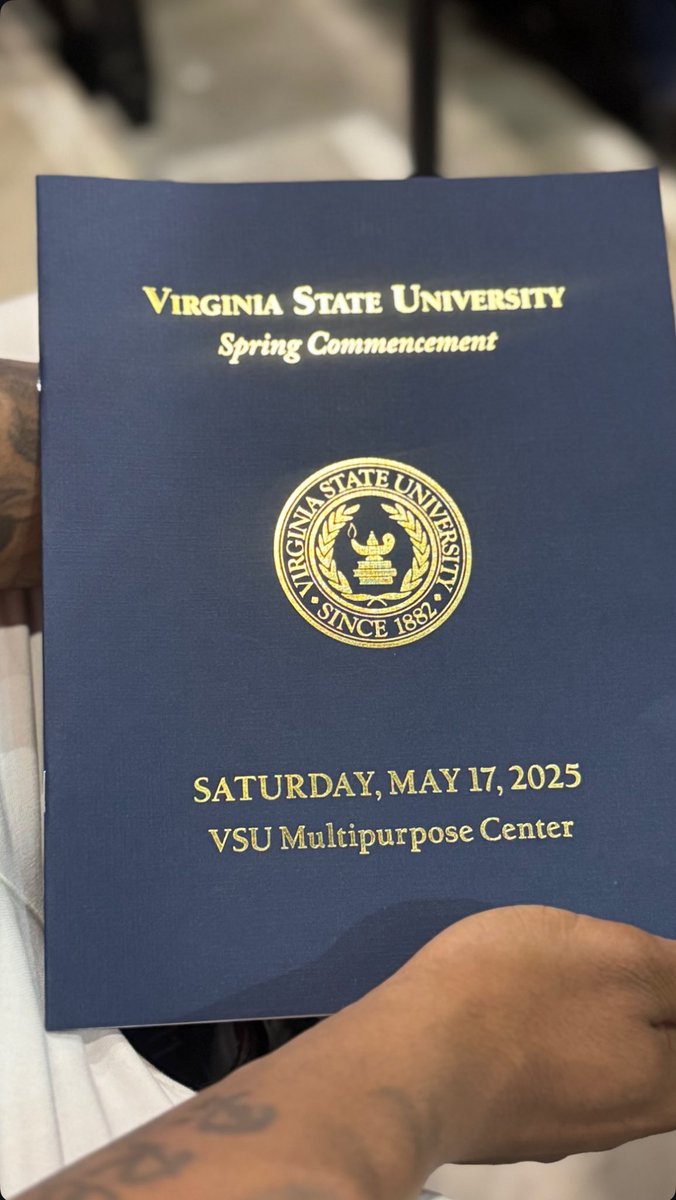 VIRGINIA STATE UNIVERSITY
Spring Commencement
VIRGINIA STATE UNIVERSITY
SINCE 1882
SATURDAY, MAY 17, 2025
VSU Multipurpose Center